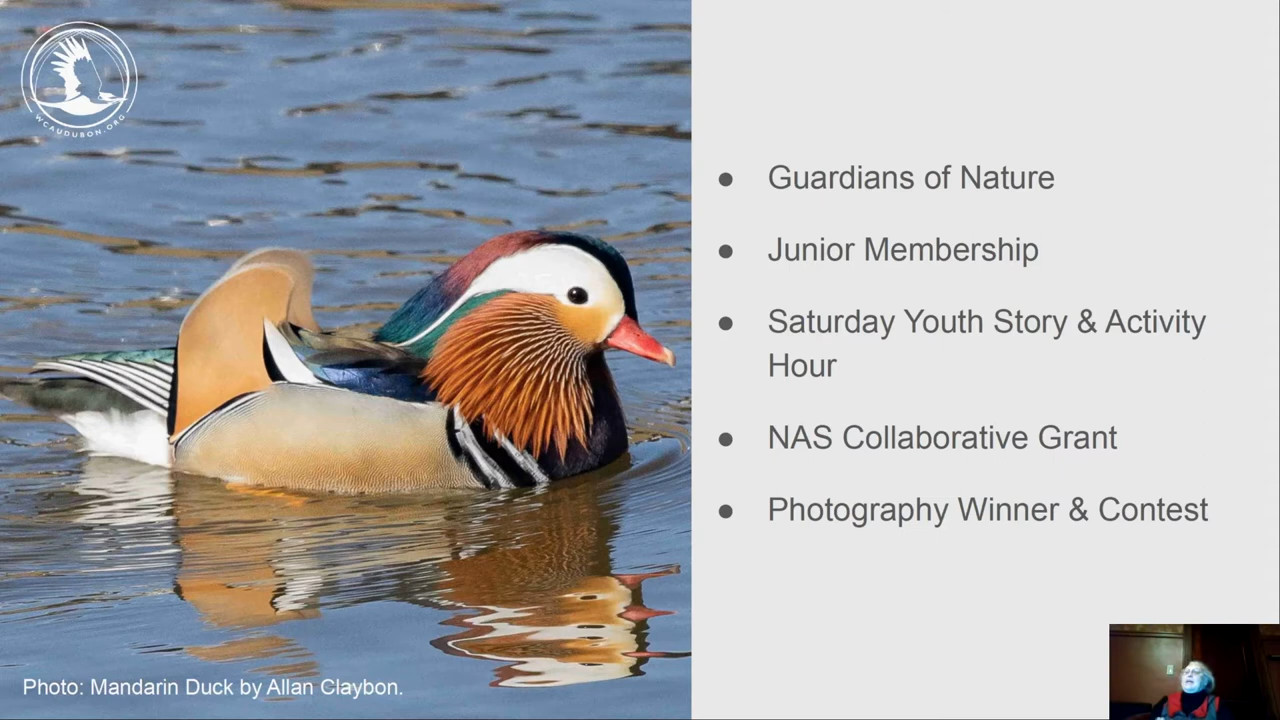 WCAUDUBON.ORG
Guardians of Nature
Junior Membership
Saturday Youth Story & Activity
Hour
NAS Collaborative Grant
Photography Winner & Contest
Photo: Mandarin Duck by Allan Claybon.